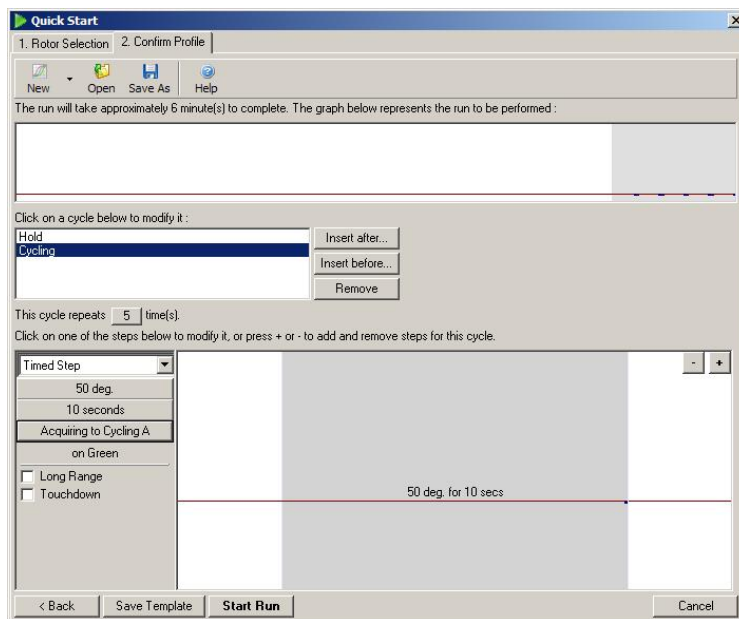 Quick Start
1. Rotor Selection 2. Confirm Profile
New Open Save As Help
The run will take approximately 6 minute(s) to complete. The graph below represents the run to be performed :
Click on a cycle below to modify it :
Hold
Cycling
Insert after...
Insert before...
Remove
This cycle repeats 5 time(s).
Click on one of the steps below to modify it, or press + or - to add and remove steps for this cycle.
Timed Step
- +
50 deg.
10 seconds
Acquiring to Cycling A
on Green
Long Range
Touchdown
50 deg. for 10 secs
< Back Save Template Start Run Cancel